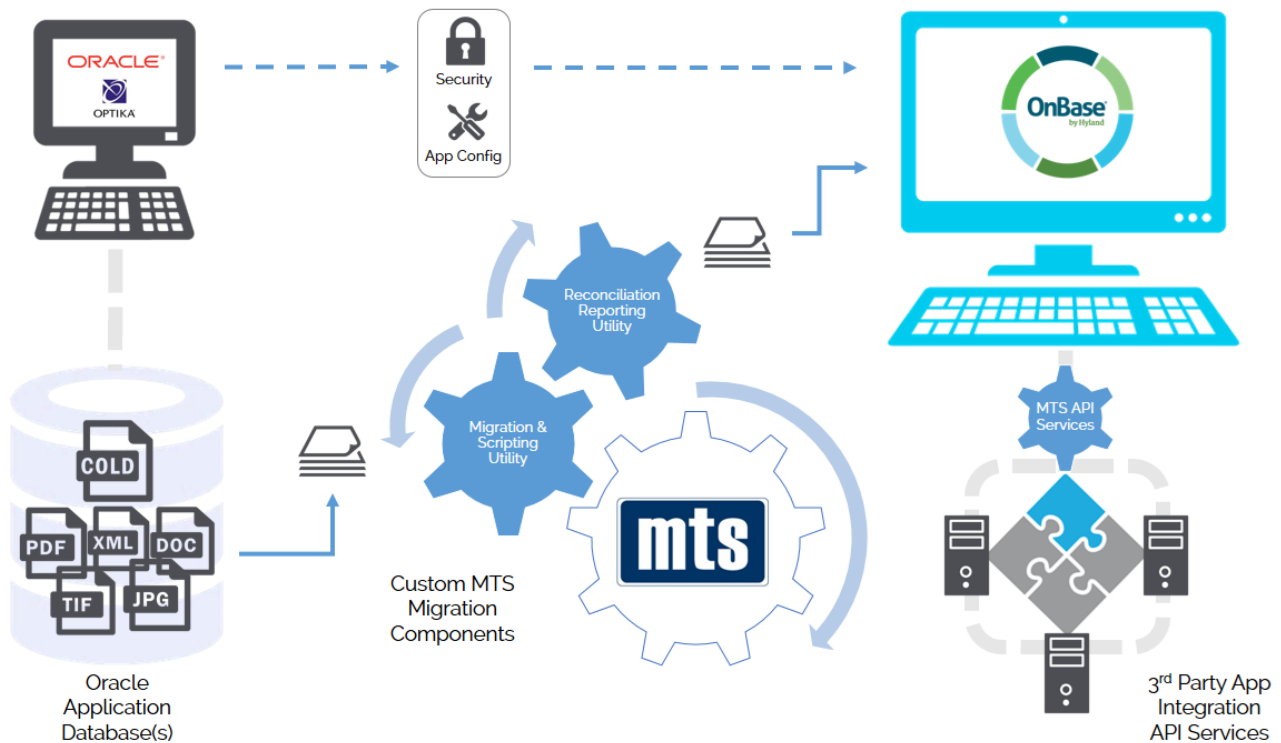 ORACLE®
OPTIKA
Security
App Config
OnBase®
by Hyland
Reconciliation
Reporting
Utility
Migration &
Scripting
Utility
MTS API
Services
COLD
PDF
XML
DOC
TIF
JPG
mts
Custom MTS
Migration
Components
Oracle
Application
Database(s)
3rd Party App
Integration
API Services